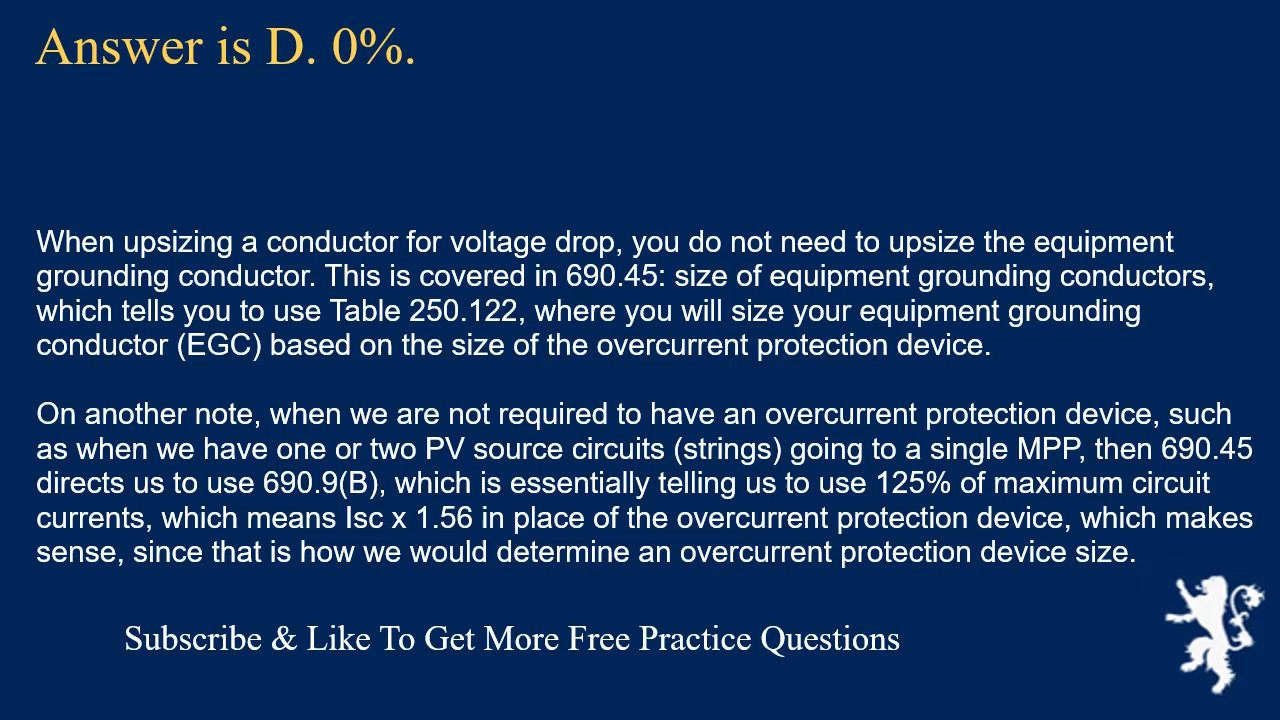 Answer is D. 0%.
When upsizing a conductor for voltage drop, you do not need to upsize the equipment
grounding conductor. This is covered in 690.45: size of equipment grounding conductors,
which tells you to use Table 250.122, where you will size your equipment grounding
conductor (EGC) based on the size of the overcurrent protection device.
On another note, when we are not required to have an overcurrent protection device, such
as when we have one or two PV source circuits (strings) going to a single MPP, then 690.45
directs us to use 690.9(B), which is essentially telling us to use 125% of maximum circuit
currents, which means Isc x 1.56 in place of the overcurrent protection device, which makes
sense, since that is how we would determine an overcurrent protection device size.
Subscribe & Like To Get More Free Practice Questions